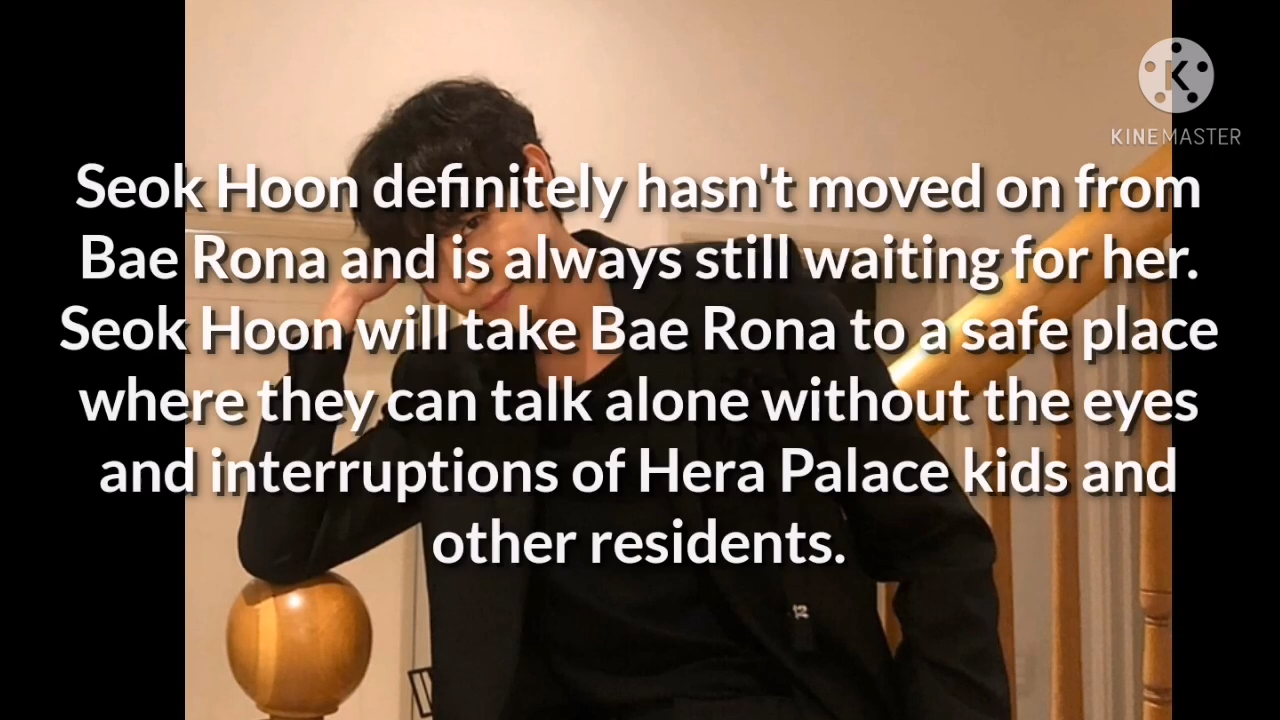 KINEMASTER
Seok Hoon definitely hasn't moved on from
Bae Rona and is always still waiting for her.
Seok Hoon will take Bae Rona to a safe place
where they can talk alone without the eyes
and interruptions of Hera Palace kids and
other residents.